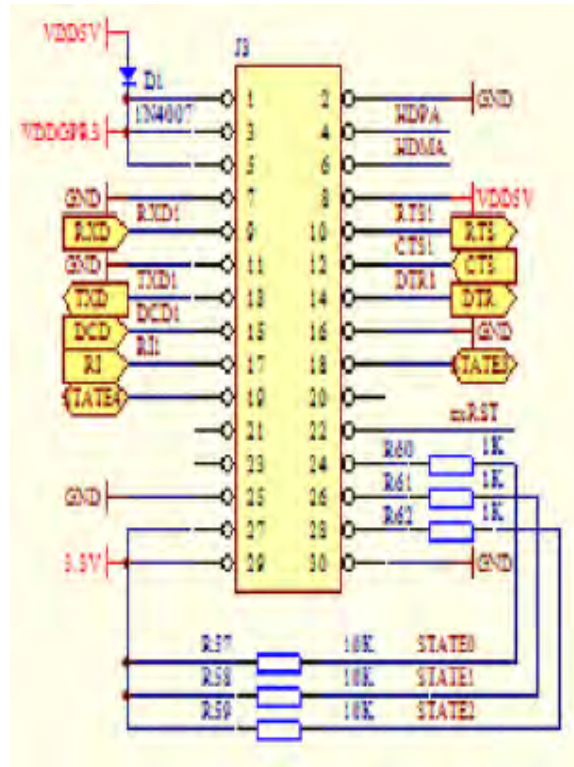 VDD5V
J3
D1
1N4007
VDDGPRS
1 2 GND
3 4 WDPA
5 6 WDMA
GND 7 8 VDD5V
RXD RXD1 9 10 RTS1 RTS
GND 11 12 CTS1 CTS
TXD TXD1 13 14 DTR1 DTR
DCD DCD1 15 16 GND
RI RI1 17 18
19 20
21 22
23 24 R60 1K
GND 25 26 R61 1K
27 28 R62 1K
29 30 GND
R57 10K STATE0
R58 10K STATE1
R59 10K STATE2